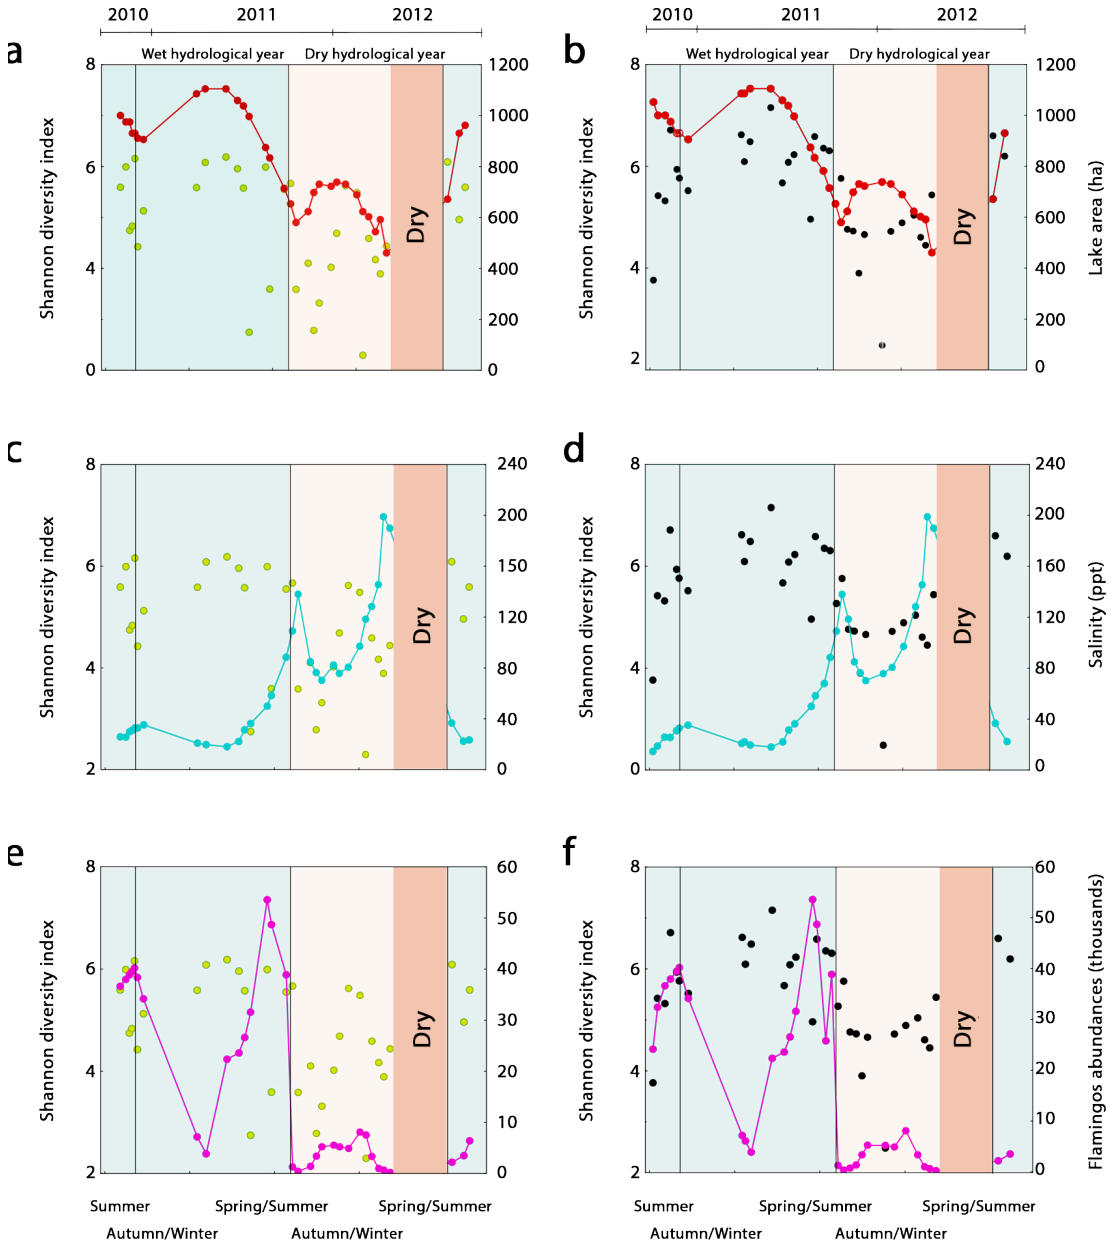 2010 2011 2012 2010 2011 2012
a Wet hydrological year Dry hydrological year b Wet hydrological year Dry hydrological year
8 1200 8 1200
1000 1000
6 800 6 800
600 600
4 400 4 400
200 200
0 0 2 0
Shannon diversity index
Dry
Shannon diversity index
Dry
Lake area (ha)
c d
8 240 8 240
200 200
6 150 6 150
120 120
4 80 4 80
40 40
2 0 2 0
Shannon diversity index
Dry
Shannon diversity index
Dry
Salinity (ppt)
e f
8 60 8 60
50 50
6 40 6 40
30 30
4 20 4 20
10 10
2 0 2 0
Shannon diversity index
Dry
Shannon diversity index
Dry
Flamingos abundances (thousands)
Summer Spring/Summer Spring/Summer Summer Spring/Summer Spring/Summer
Autumn/Winter Autumn/Winter Autumn/Winter Autumn/Winter